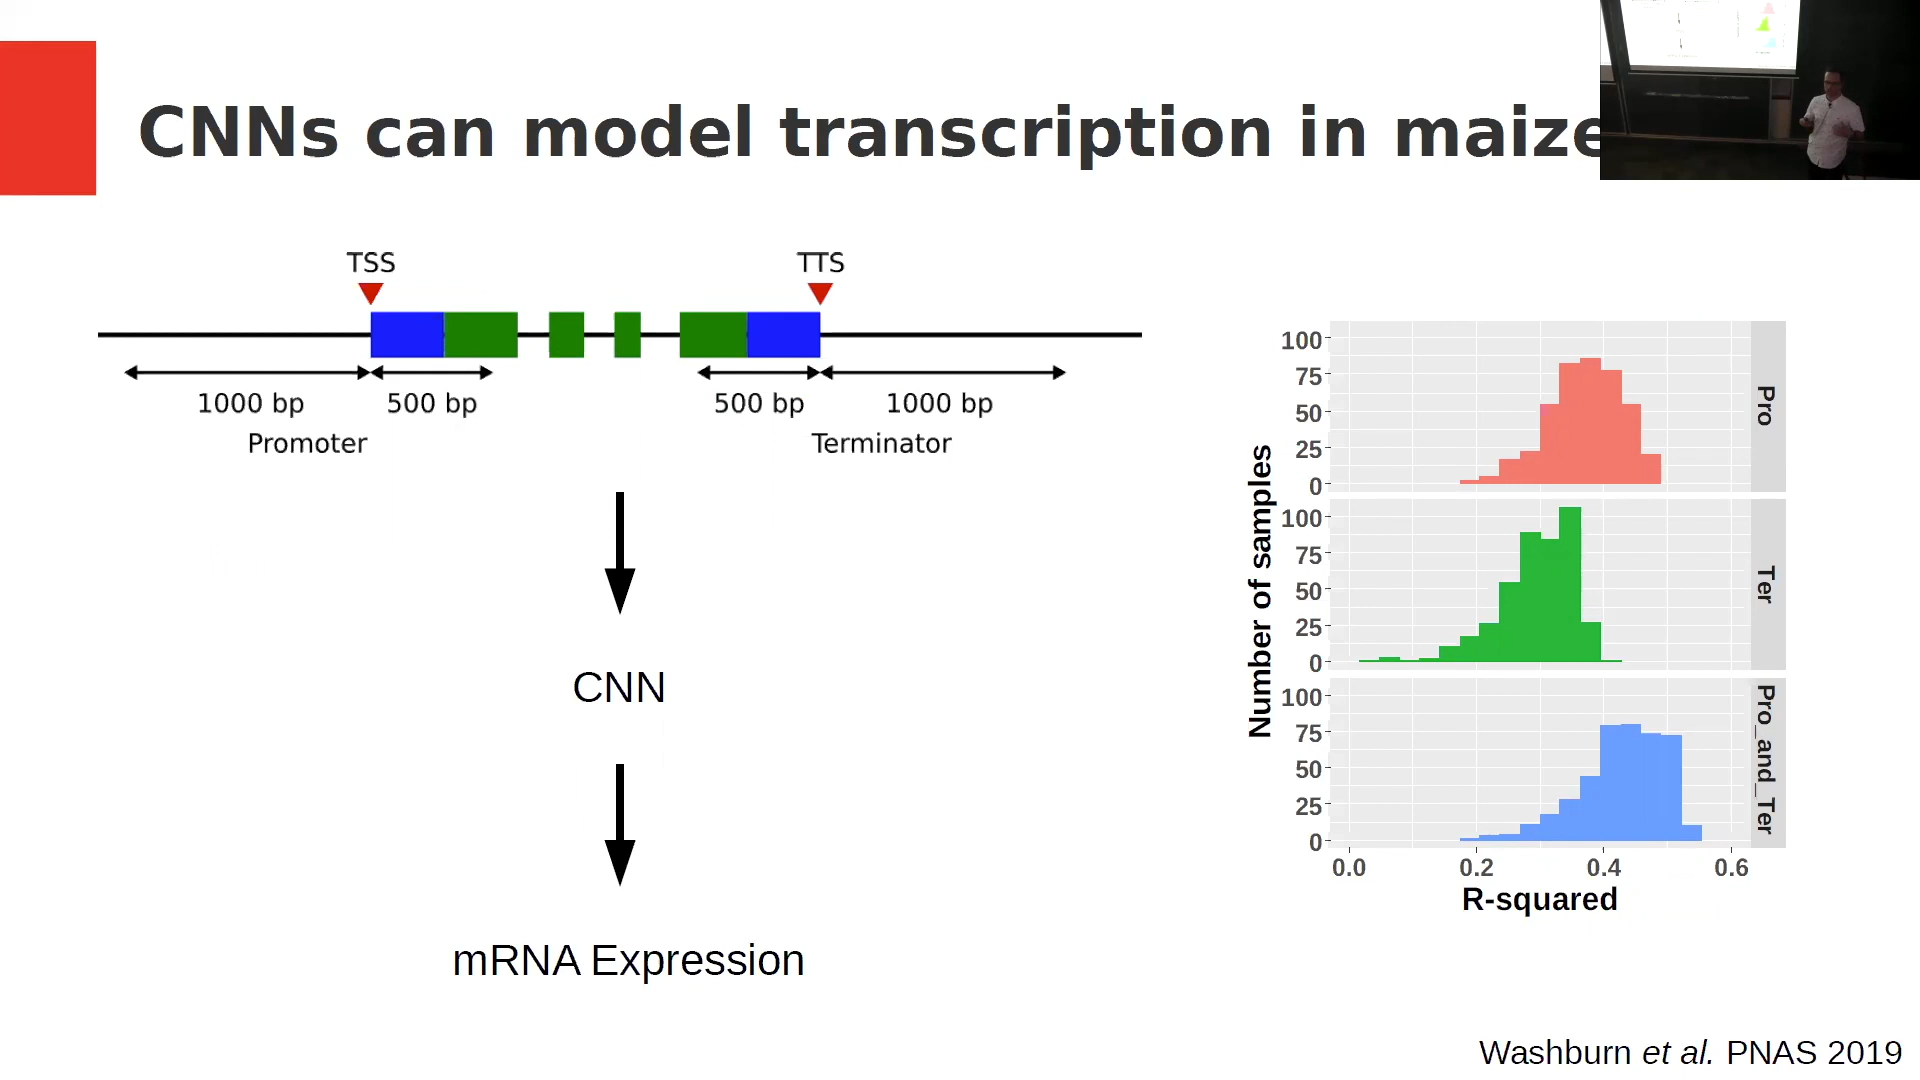 CNNs can model transcription in maize
TSS
TTS
1000 bp
500 bp
500 bp
1000 bp
Promoter
Terminator
CNN
mRNA Expression
Number of samples
100
75
50
25
0
Pro
100
75
50
25
0
Ter
100
75
50
25
0
Pro_and_Ter
0.0
0.2
0.4
0.6
R-squared
Washburn et al. PNAS 2019